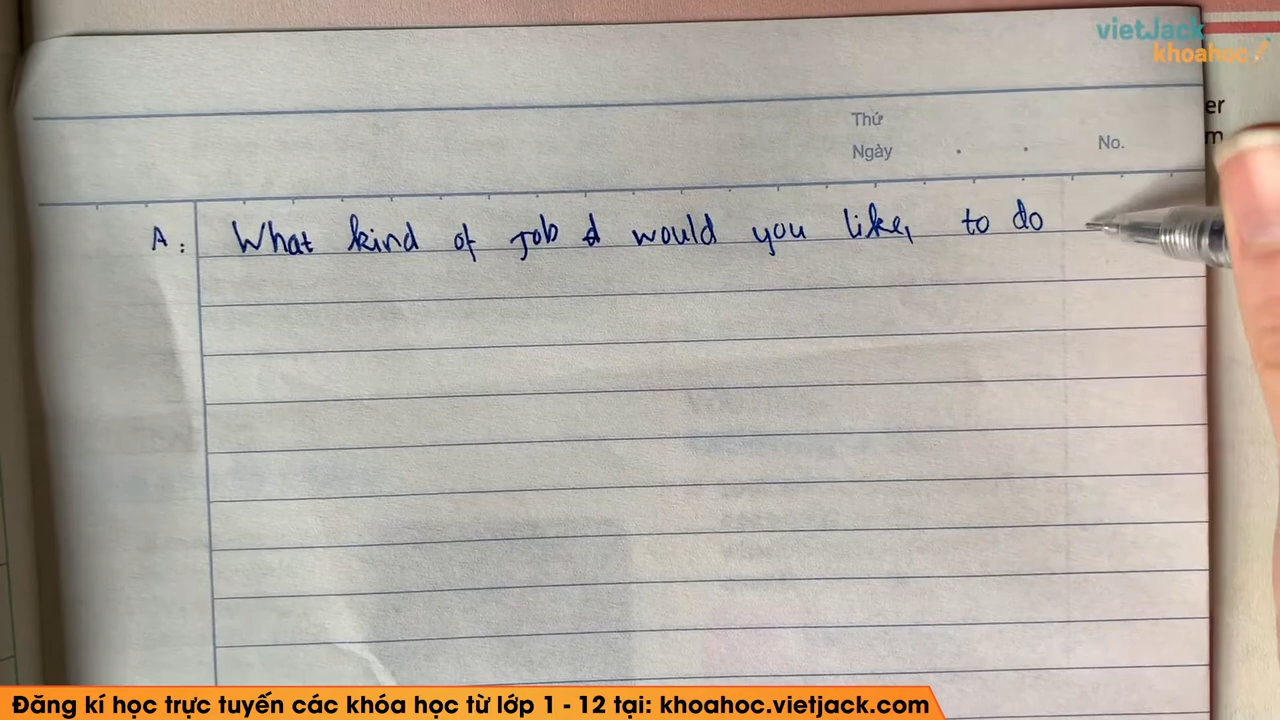 vietJack
khoahoc
er
m
Thứ
Ngày . . No.
A: What kind of job would you like, to do
Đăng kí học trực tuyến các khóa học từ lớp 1 - 12 tại: khoahoc.vietjack.com